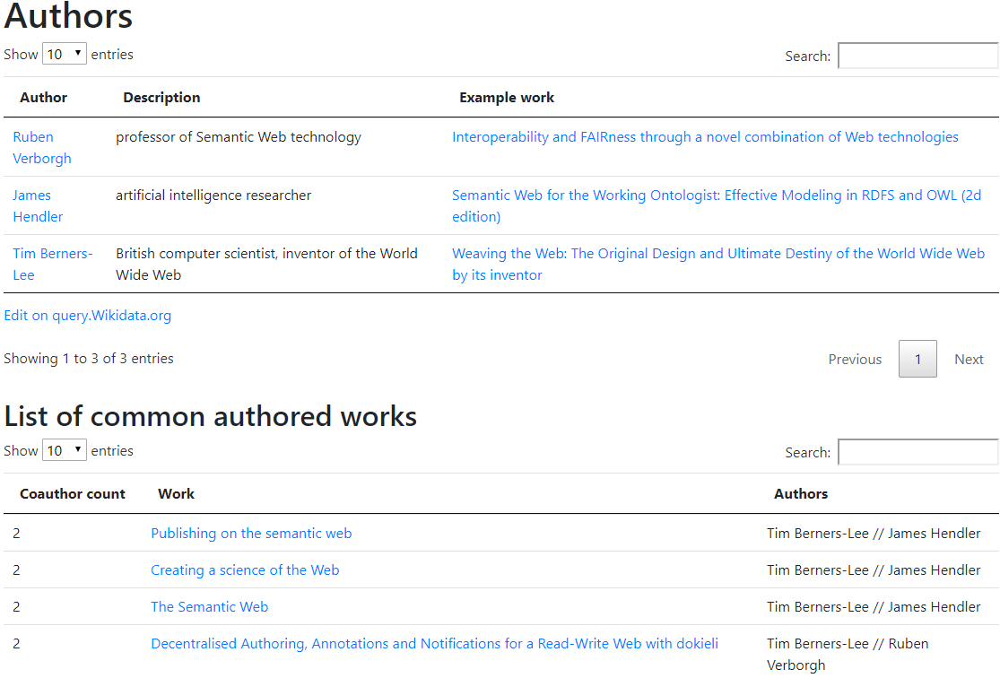 Authors
Show 10 entries Search:
Author Description Example work
Ruben professor of Semantic Web technology Interoperability and FAIRness through a novel combination of Web technologies
Verborgh
James artificial intelligence researcher Semantic Web for the Working Ontologist: Effective Modeling in RDFS and OWL (2d
Hendler edition)
Tim Berners- British computer scientist, inventor of the World Weaving the Web: The Original Design and Ultimate Destiny of the World Wide Web
Lee Wide Web by its inventor
Edit on query.Wikidata.org
Showing 1 to 3 of 3 entries Previous 1 Next
List of common authored works
Show 10 entries Search:
Coauthor count Work Authors
2 Publishing on the semantic web Tim Berners-Lee // James Hendler
2 Creating a science of the Web Tim Berners-Lee // James Hendler
2 The Semantic Web Tim Berners-Lee // James Hendler
2 Decentralised Authoring, Annotations and Notifications for a Read-Write Web with dokieli Tim Berners-Lee // Ruben
Verborgh